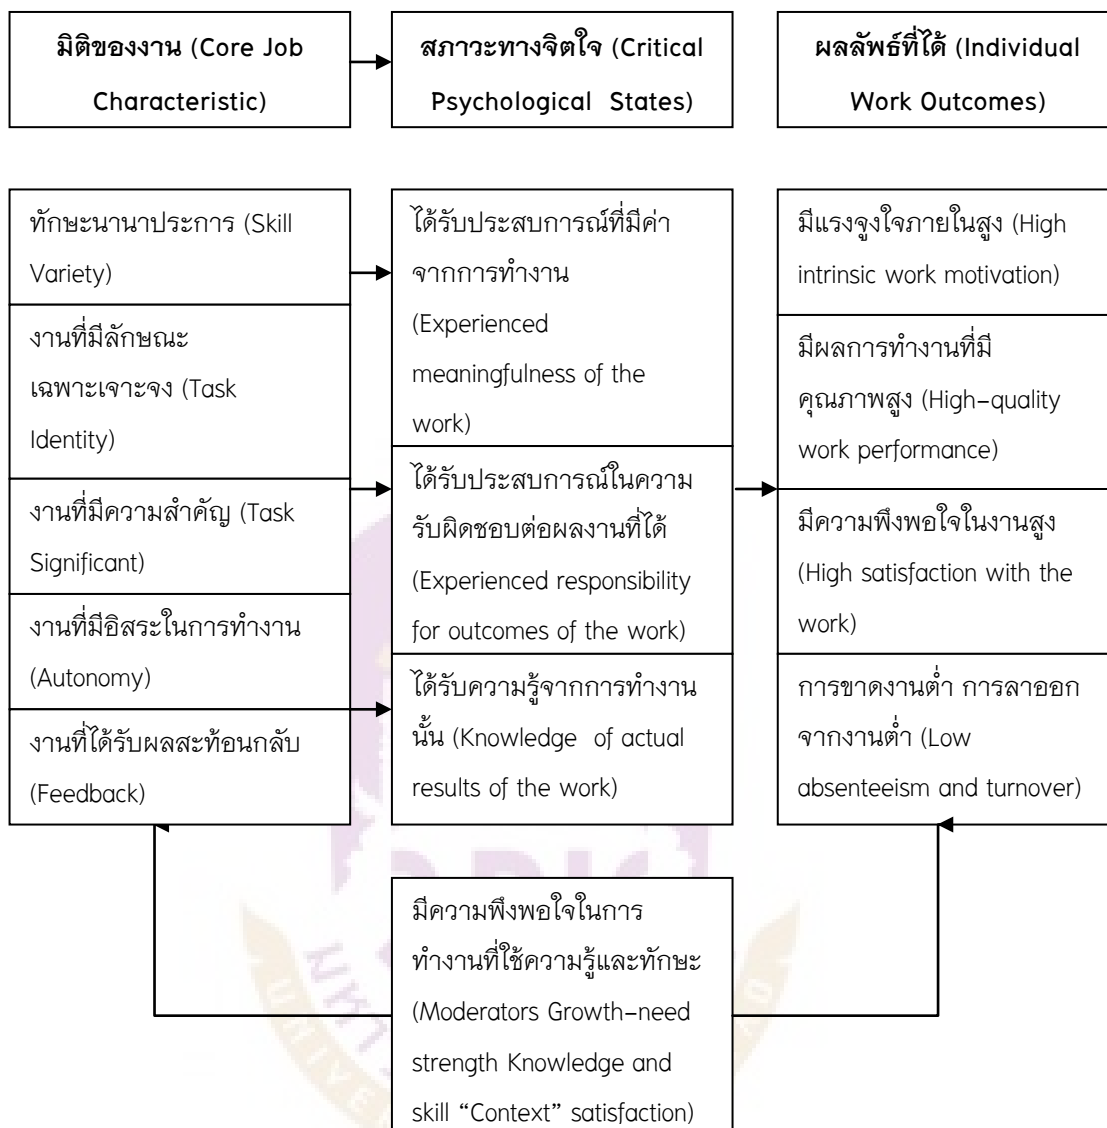 มิติของงาน (Core Job
Characteristic)
สภาวะทางจิตใจ (Critical
Psychological States)
ผลลัพธ์ที่ได้ (Individual
Work Outcomes)
ทักษะนานาประการ (Skill
Variety)
งานที่มีลักษณะ
เฉพาะเจาะจง (Task
Identity)
งานที่มีความสำคัญ (Task
Significant)
งานที่มีอิสระในการทำงาน
(Autonomy)
งานที่ได้รับผลสะท้อนกลับ
(Feedback)
ได้รับประสบการณ์ที่มีค่า
จากการทำงาน
(Experienced
meaningfulness of the
work)
ได้รับประสบการณ์ในความ
รับผิดชอบต่อผลงานที่ได้
(Experienced responsibility
for outcomes of the work)
ได้รับความรู้จากการทำงาน
นั้น (Knowledge of actual
results of the work)
มีแรงจูงใจภายในสูง (High
intrinsic work motivation)
มีผลการทำงานที่มี
คุณภาพสูง (High-quality
work performance)
มีความพึงพอใจในงานสูง
(High satisfaction with the
work)
การขาดงานต่ำ การลาออก
จากงานต่ำ (Low
absenteeism and turnover)
มีความพึงพอใจในการ
ทำงานที่ใช้ความรู้และทักษะ
(Moderators Growth-need
strength Knowledge and
skill “Context” satisfaction)